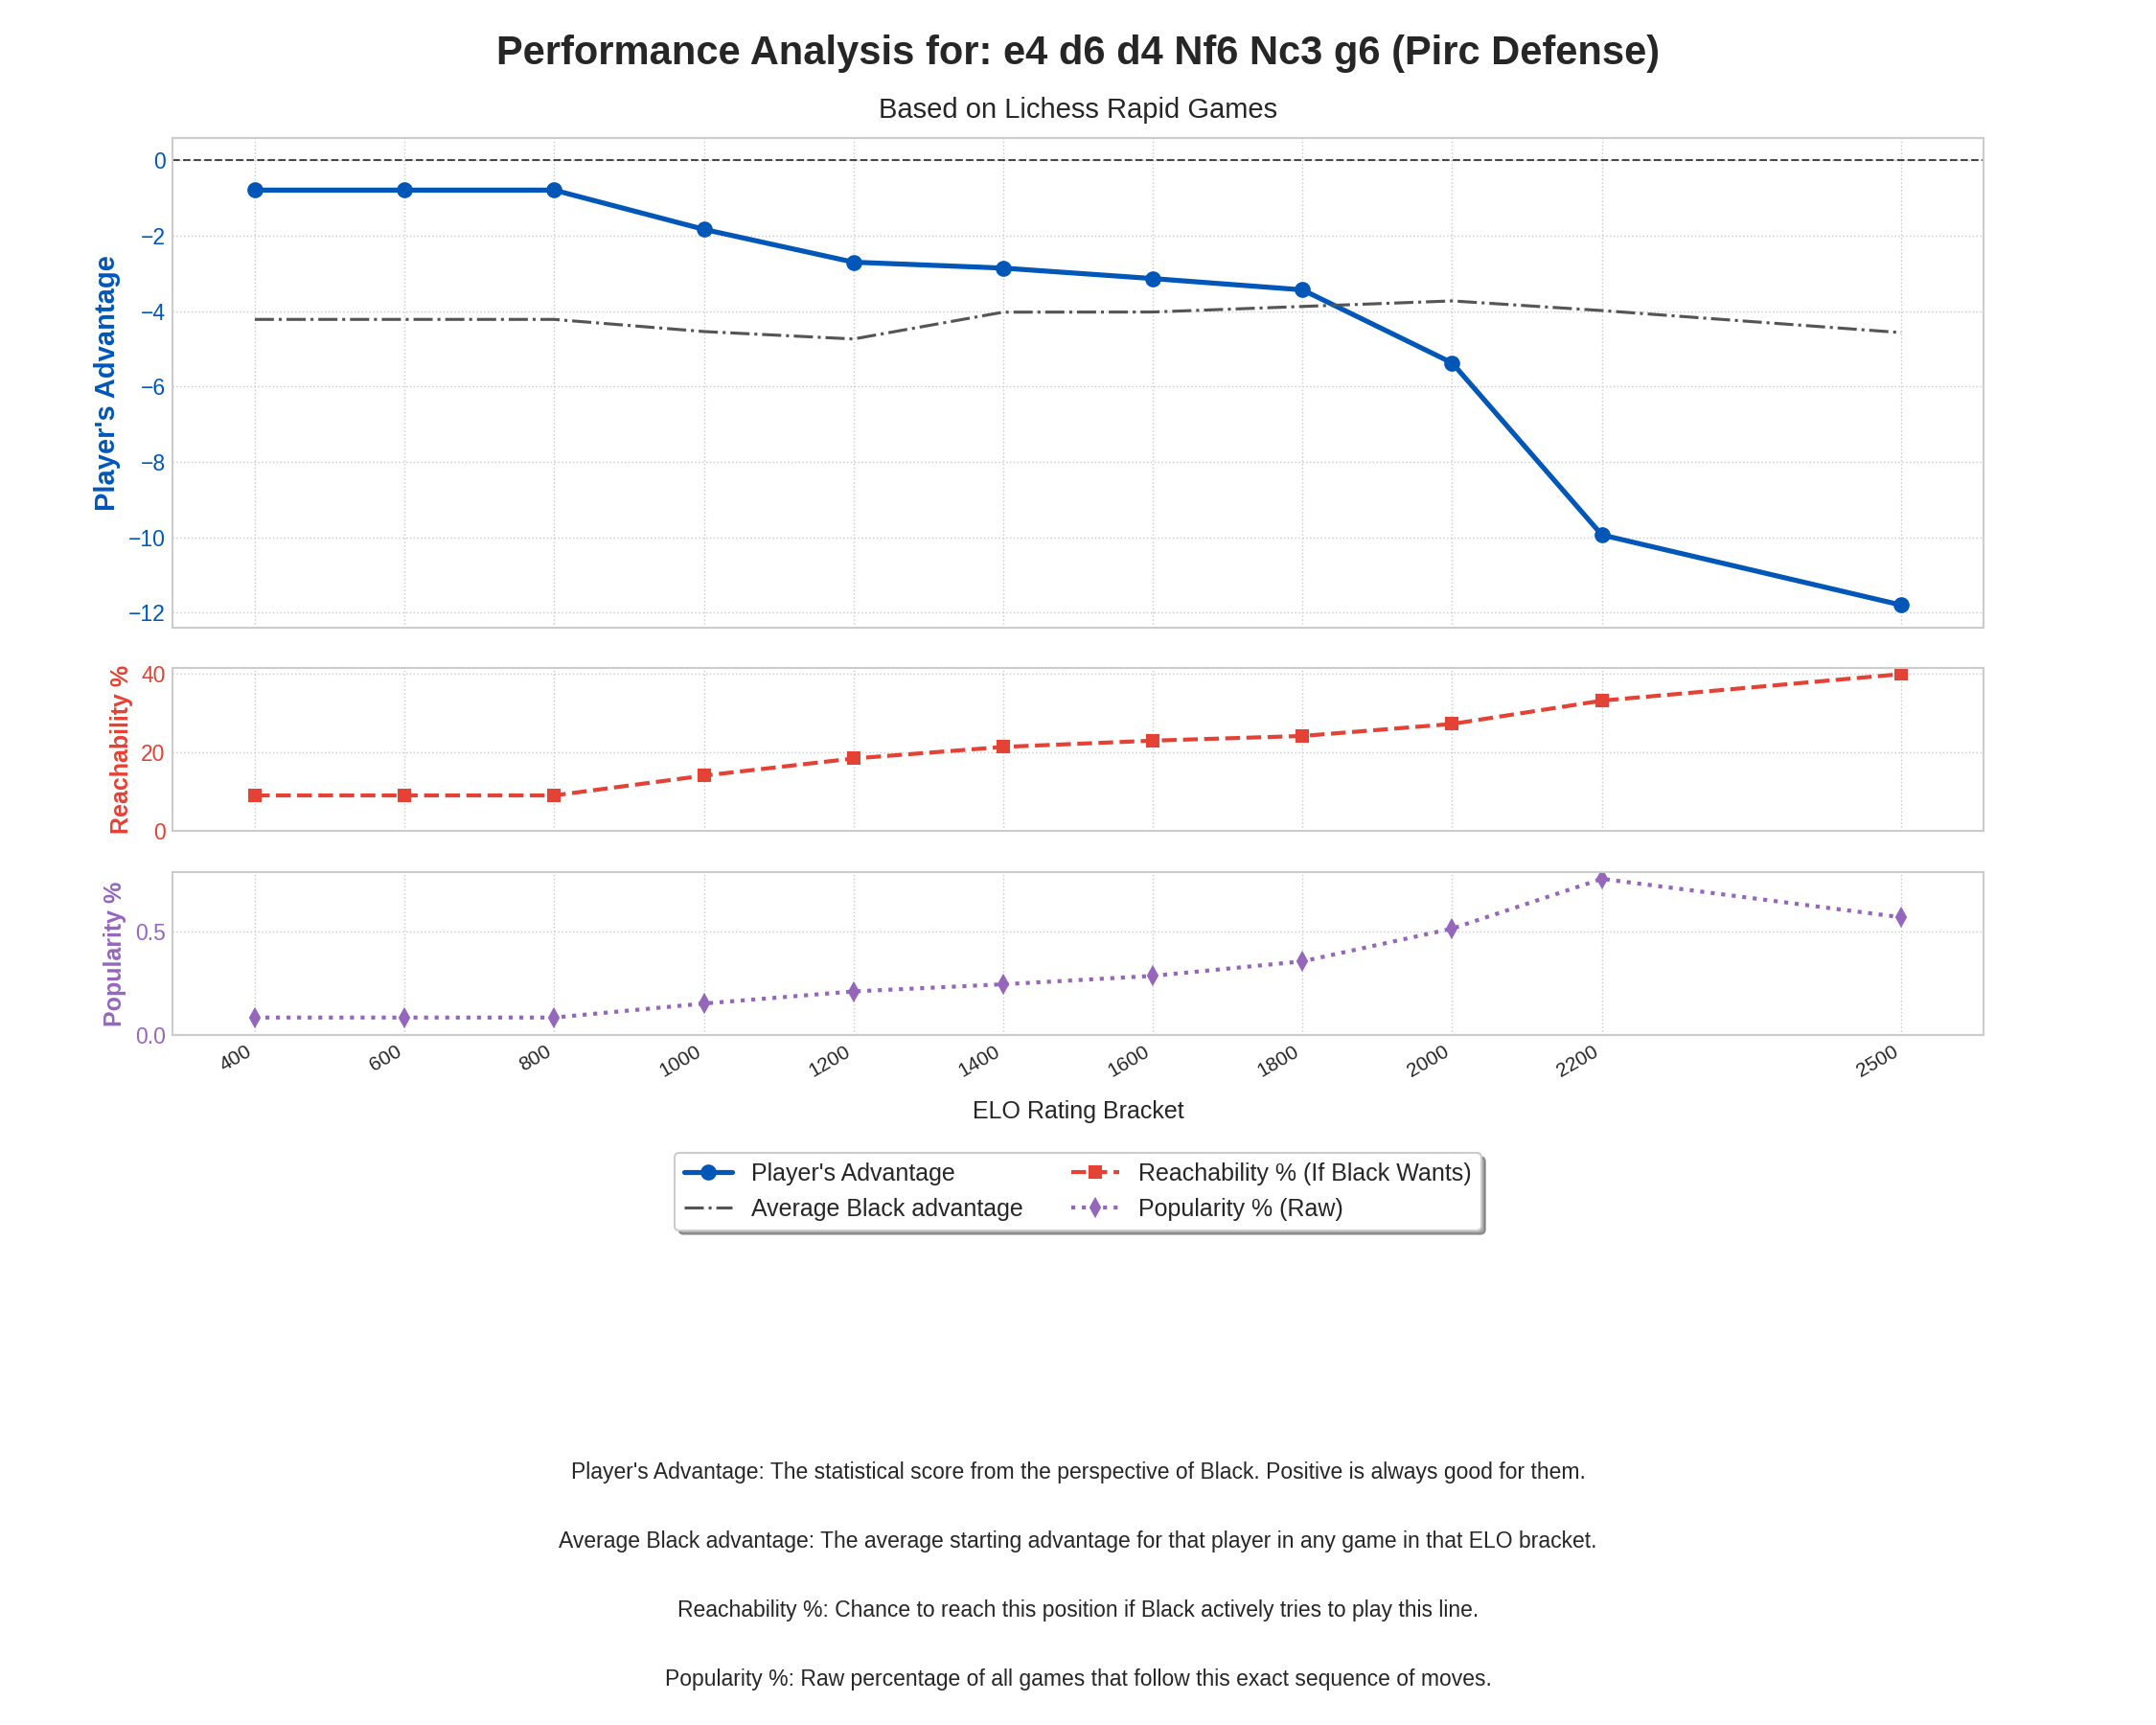 Performance Analysis for: e4 d6 d4 Nf6 Nc3 g6 (Pirc Defense)
Based on Lichess Rapid Games
Player's Advantage
0
−2
−4
−6
−8
−10
−12
Reachability %
40
20
0
Popularity %
0.5
0.0
400
600
800
1000
1200
1400
1600
1800
2000
2200
2500
ELO Rating Bracket
Player's Advantage
Average Black advantage
Reachability % (If Black Wants)
Popularity % (Raw)
Player's Advantage: The statistical score from the perspective of Black. Positive is always good for them.
Average Black advantage: The average starting advantage for that player in any game in that ELO bracket.
Reachability %: Chance to reach this position if Black actively tries to play this line.
Popularity %: Raw percentage of all games that follow this exact sequence of moves.